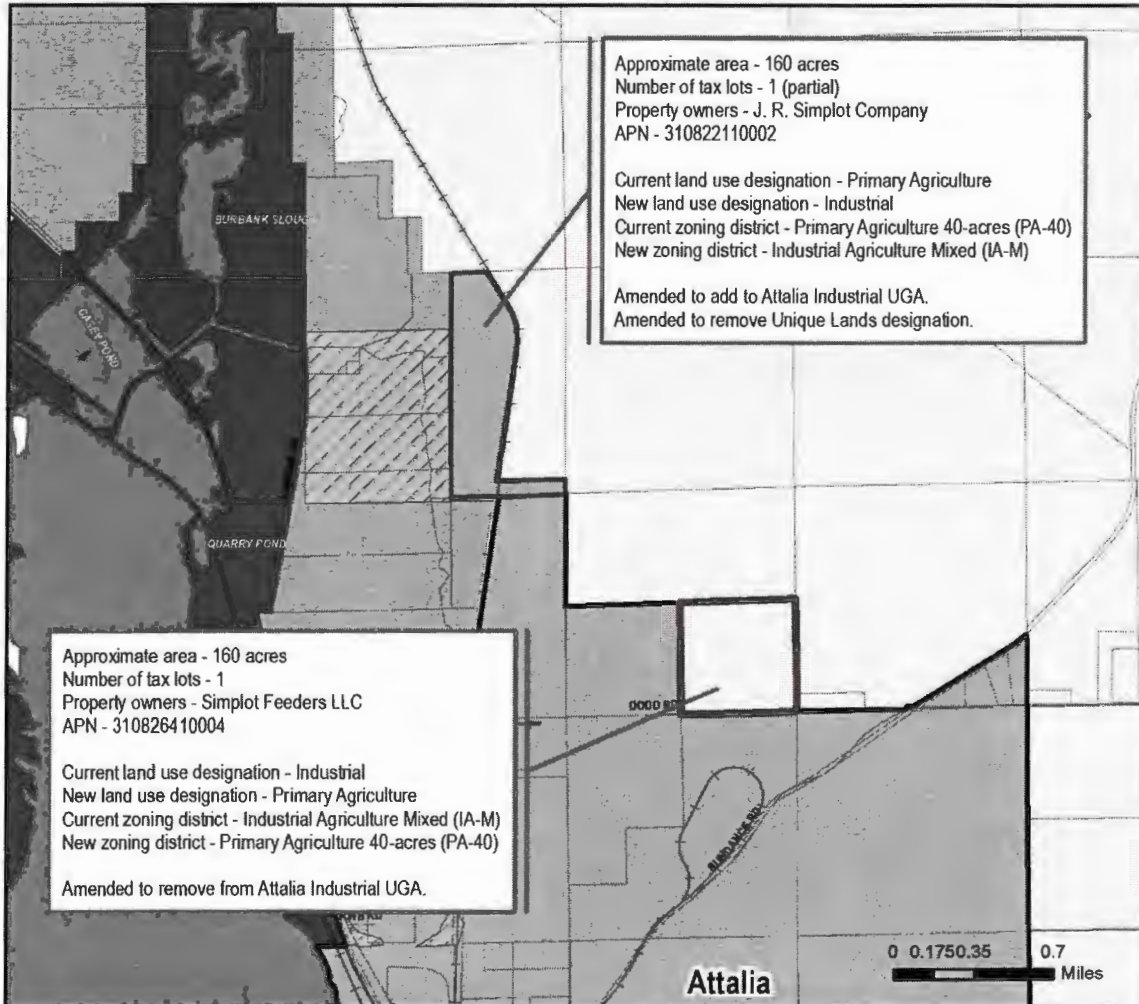 Approximate area - 160 acres
Number of tax lots - 1 (partial)
Property owners - J. R. Simplot Company
APN - 310822110002
Current land use designation - Primary Agriculture
New land use designation - Industrial
Current zoning district - Primary Agriculture 40-acres (PA-40)
New zoning district - Industrial Agriculture Mixed (IA-M)
Amended to add to Attalia Industrial UGA.
Amended to remove Unique Lands designation.
BURBANK SLOUGH
CASEY POND
QUARRY POND
Approximate area - 160 acres
Number of tax lots - 1
Property owners - Simplot Feeders LLC
APN - 310826410004
Current land use designation - Industrial
New land use designation - Primary Agriculture
Current zoning district - Industrial Agriculture Mixed (IA-M)
New zoning district - Primary Agriculture 40-acres (PA-40)
Amended to remove from Attalia Industrial UGA.
DODD RD
SUNDANCE RD
Attalia
0 0.1750.35 0.7
Miles